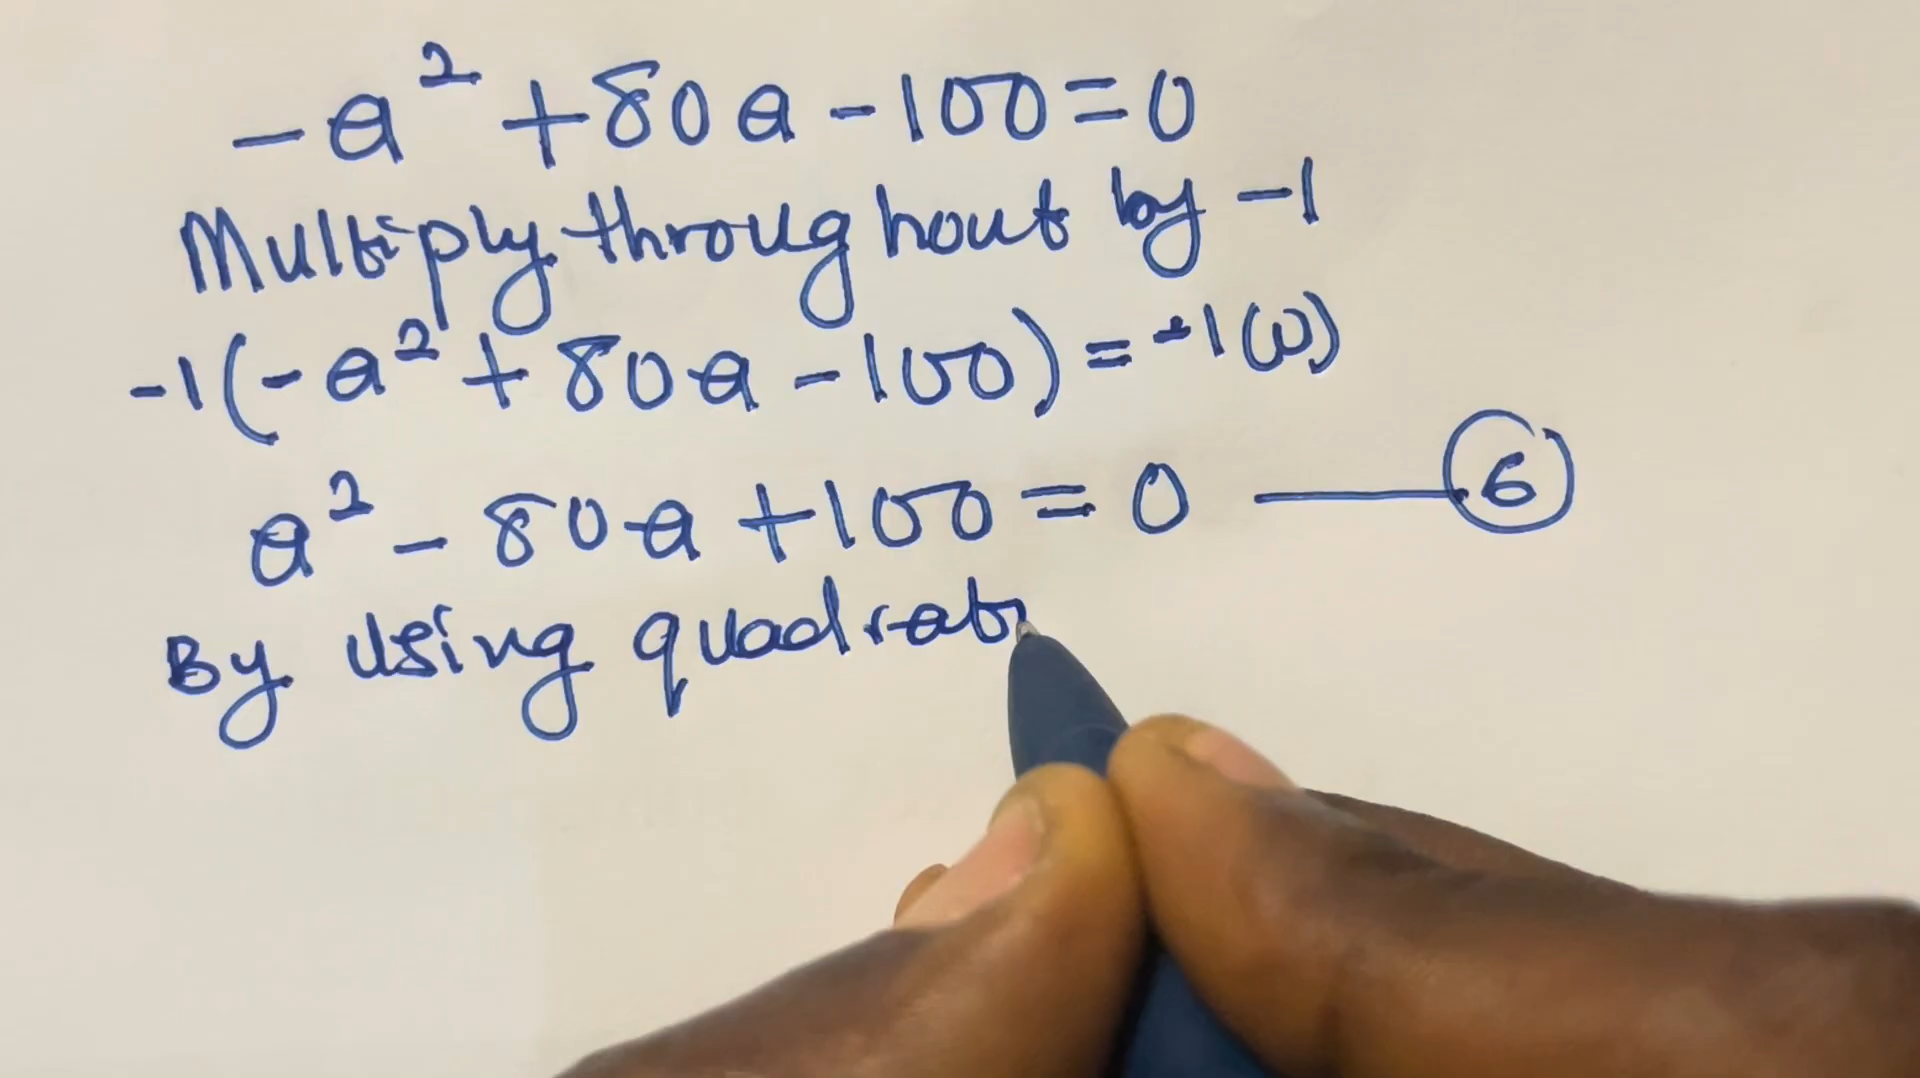 -a² + 80a - 100 = 0
Multiply throughout by -1
-1(-a² + 80a - 100) = -1(0)
a² - 80a + 100 = 0 —— 6
By using quadrat